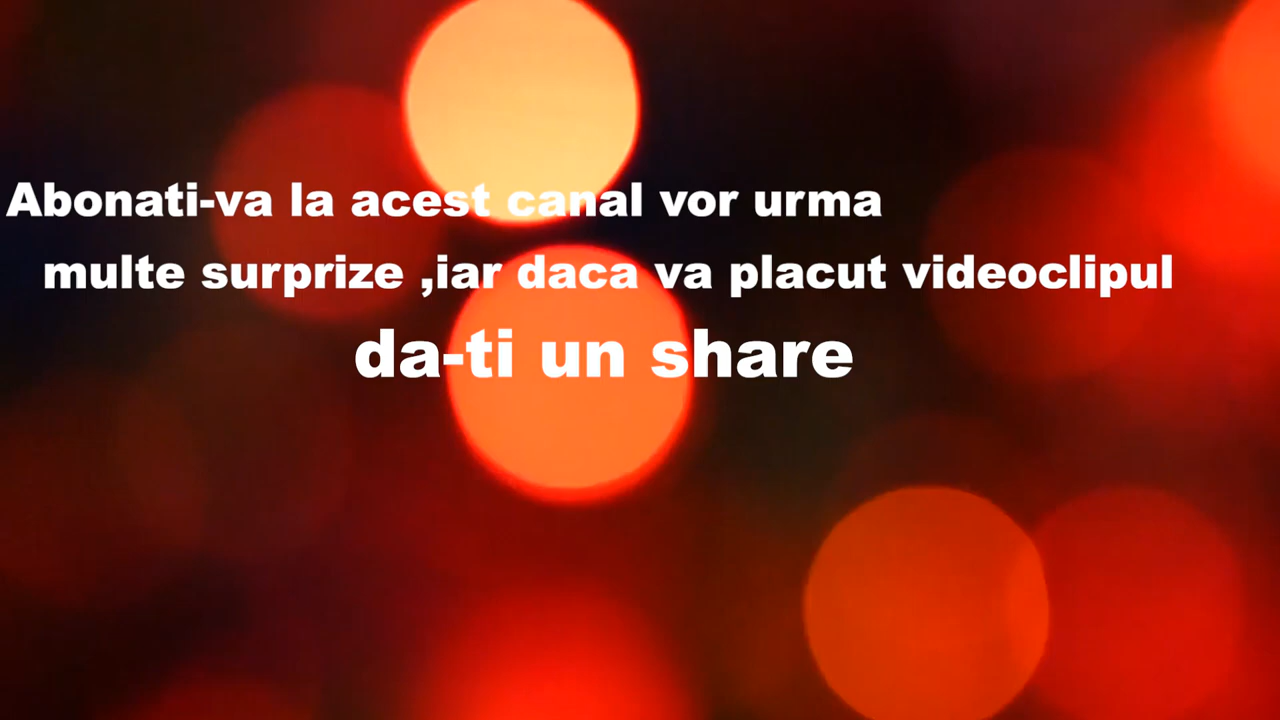 Abonati-va la acest canal vor urma
multe surprize ,iar daca va placut videoclipul
da-ti un share